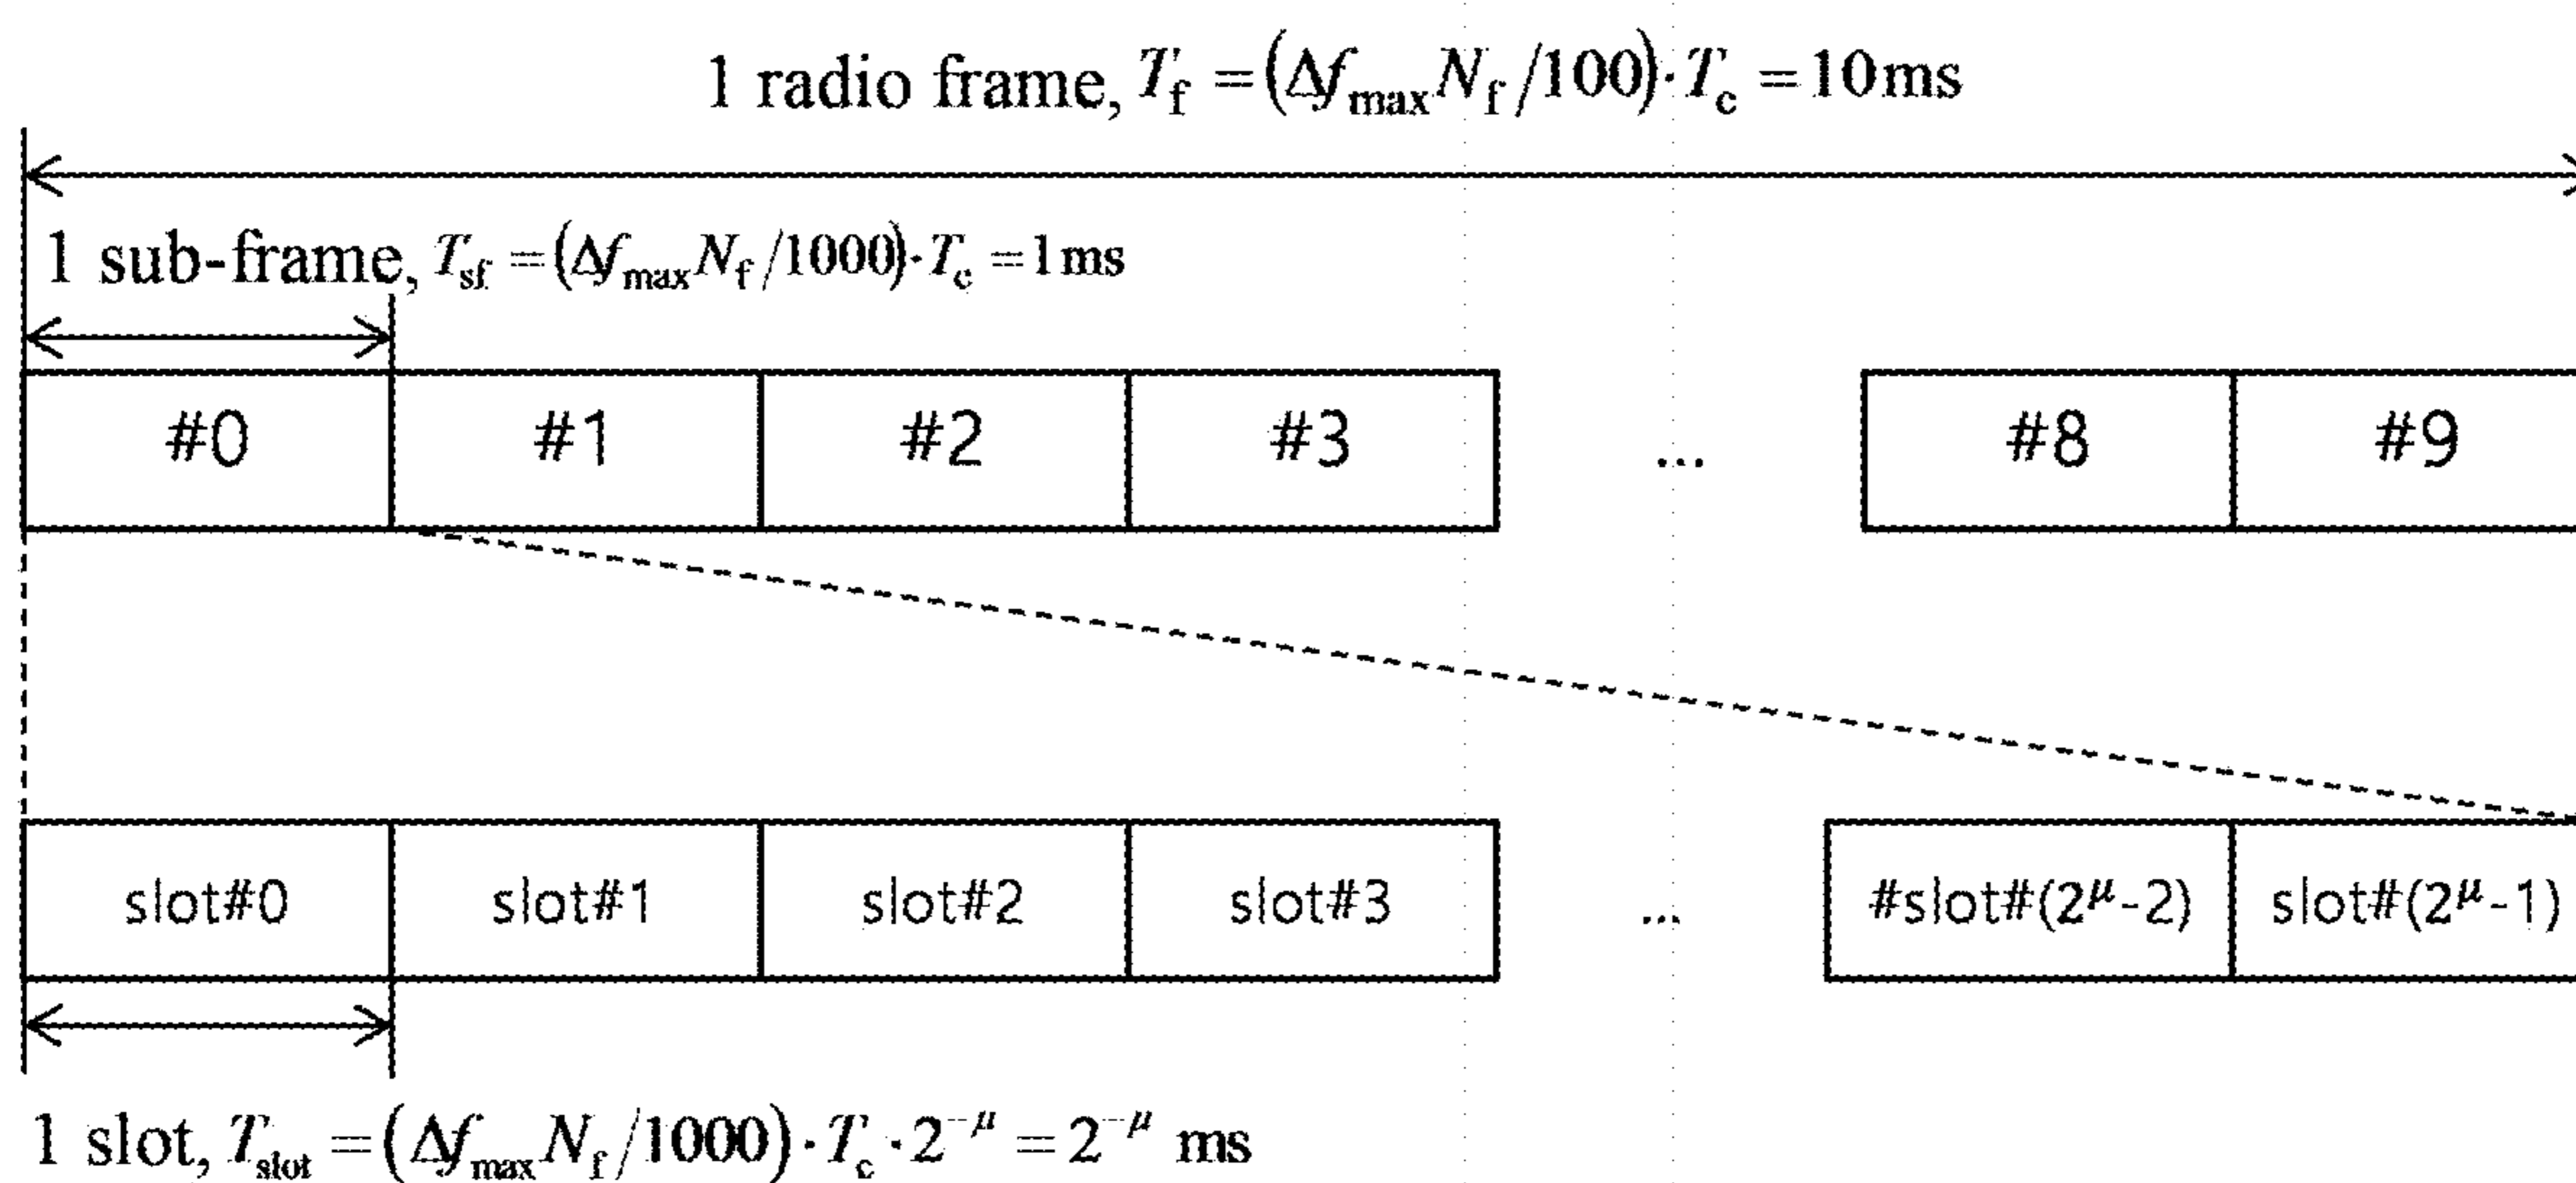 1 radio frame, T_f = (Δf_max N_f /100)·T_c = 10 ms
1 sub-frame, T_sf = (Δf_max N_f /1000)·T_c = 1 ms
#0 #1 #2 #3 ... #8 #9
slot#0 slot#1 slot#2 slot#3 ... #slot#(2^μ-2) slot#(2^μ-1)
1 slot, T_slot = (Δf_max N_f /1000)·T_c·2^-μ = 2^-μ ms